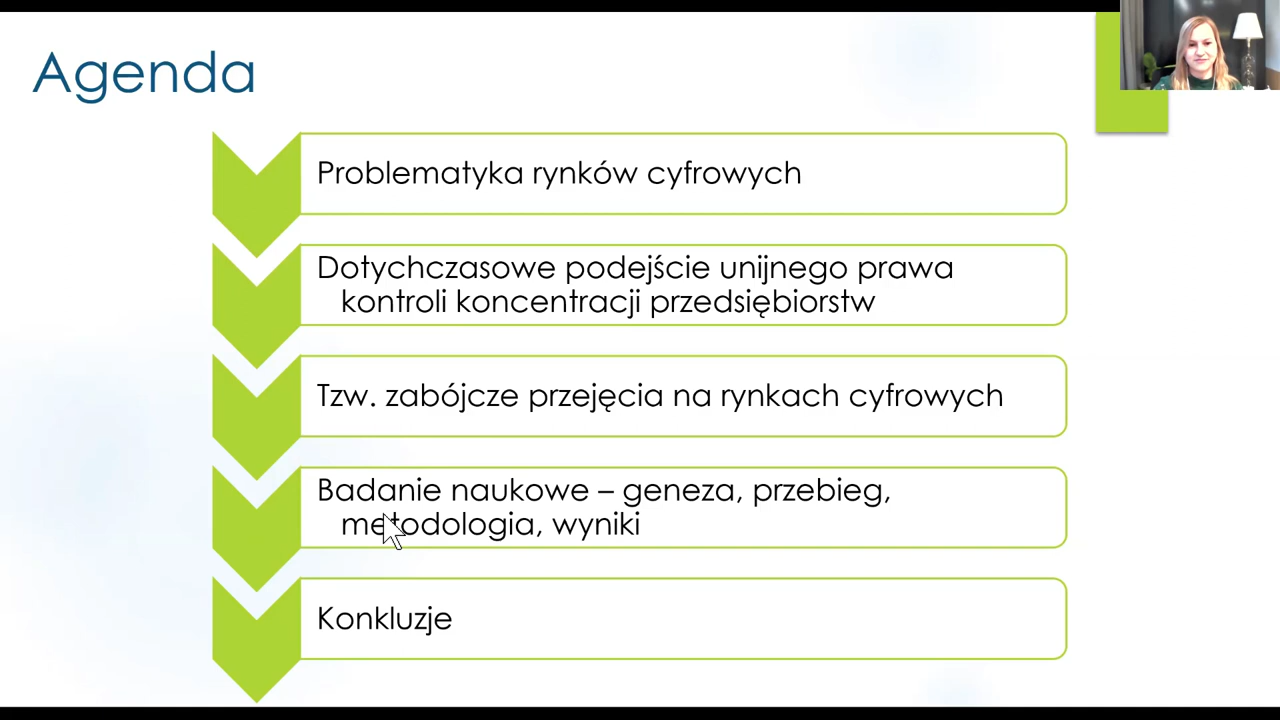 Agenda
Problematyka rynków cyfrowych
Dotychczasowe podejście unijnego prawa
kontroli koncentracji przedsiębiorstw
Tzw. zabójcze przejęcia na rynkach cyfrowych
Badanie naukowe – geneza, przebieg,
metodologia, wyniki
Konkluzje